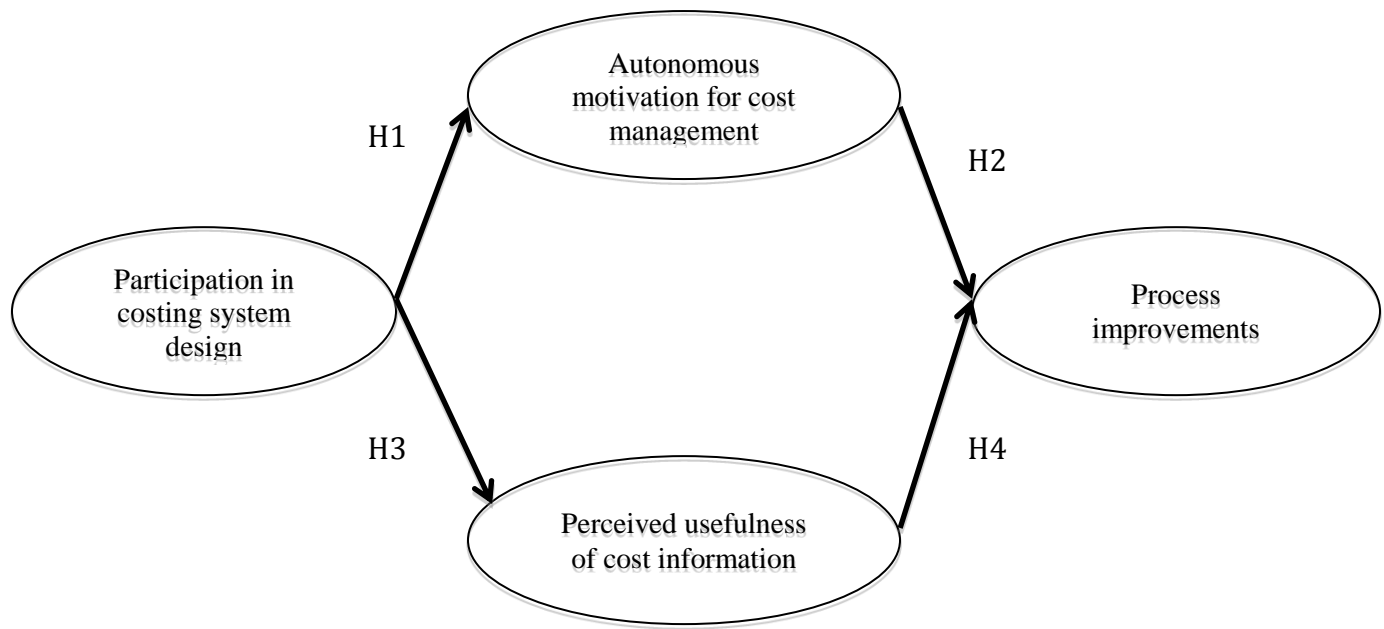 Autonomous
motivation for cost
management
H1
H2
Participation in
costing system
design
Process
improvements
H3
H4
Perceived usefulness
of cost information